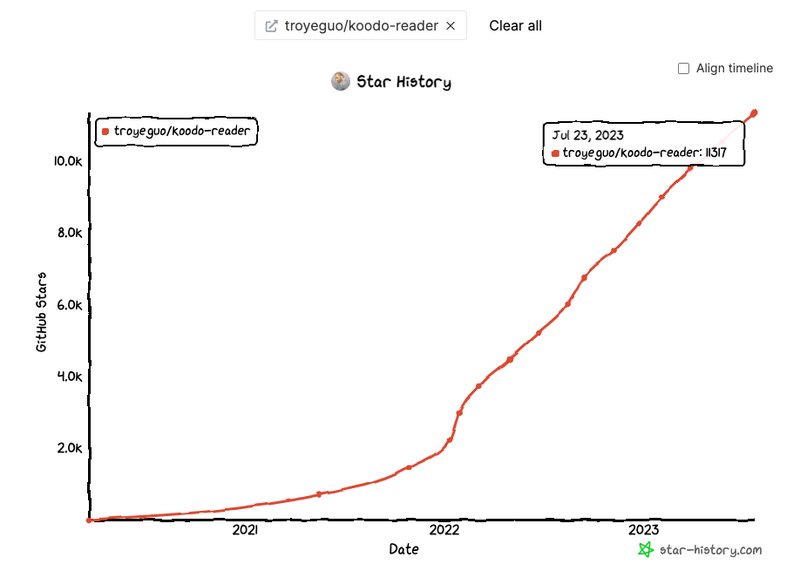 troyeguo/koodo-reader ×
Clear all
Align timeline
Star History
troyeguo/koodo-reader
Jul 23, 2023
troyeguo/koodo-reader: 11317
10.0k
8.0k
6.0k
4.0k
2.0k
GitHub Stars
2021
2022
2023
Date
star-history.com